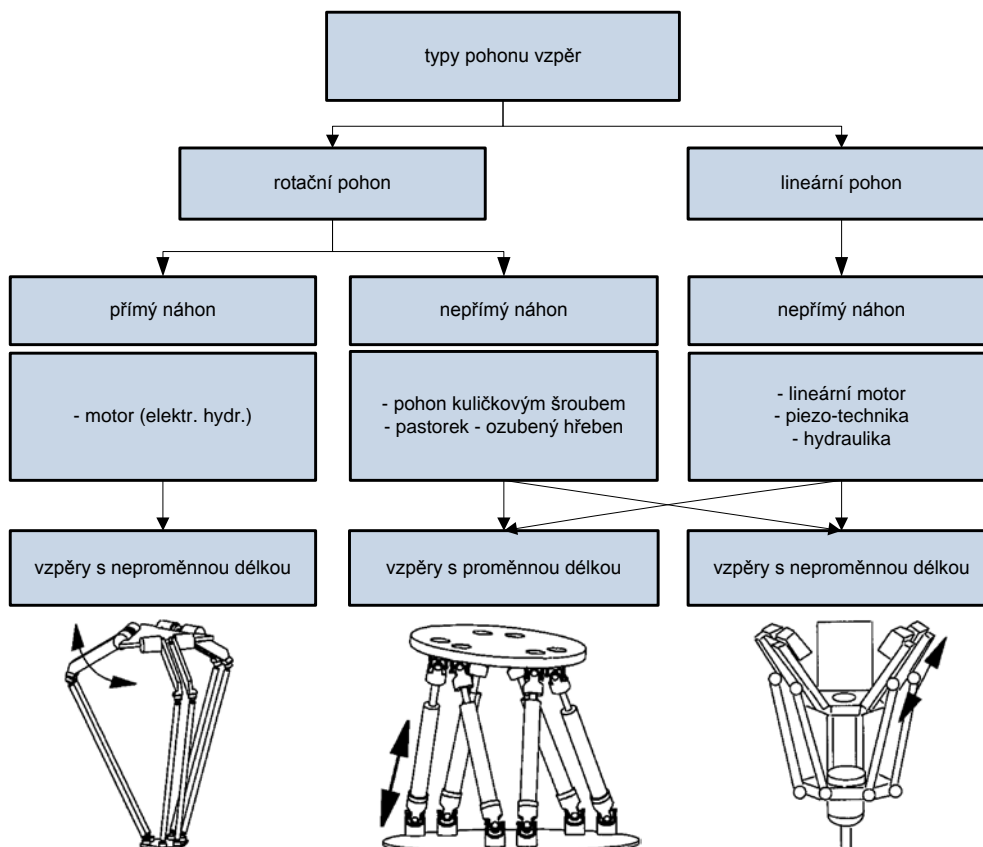 typy pohonu vzpěr
rotační pohon
lineární pohon
přímý náhon
nepřímý náhon
nepřímý náhon
- motor (elektr. hydr.)
- pohon kuličkovým šroubem
- pastorek - ozubený hřeben
- lineární motor
- piezo-technika
- hydraulika
vzpěry s neproměnnou délkou
vzpěry s proměnnou délkou
vzpěry s neproměnnou délkou